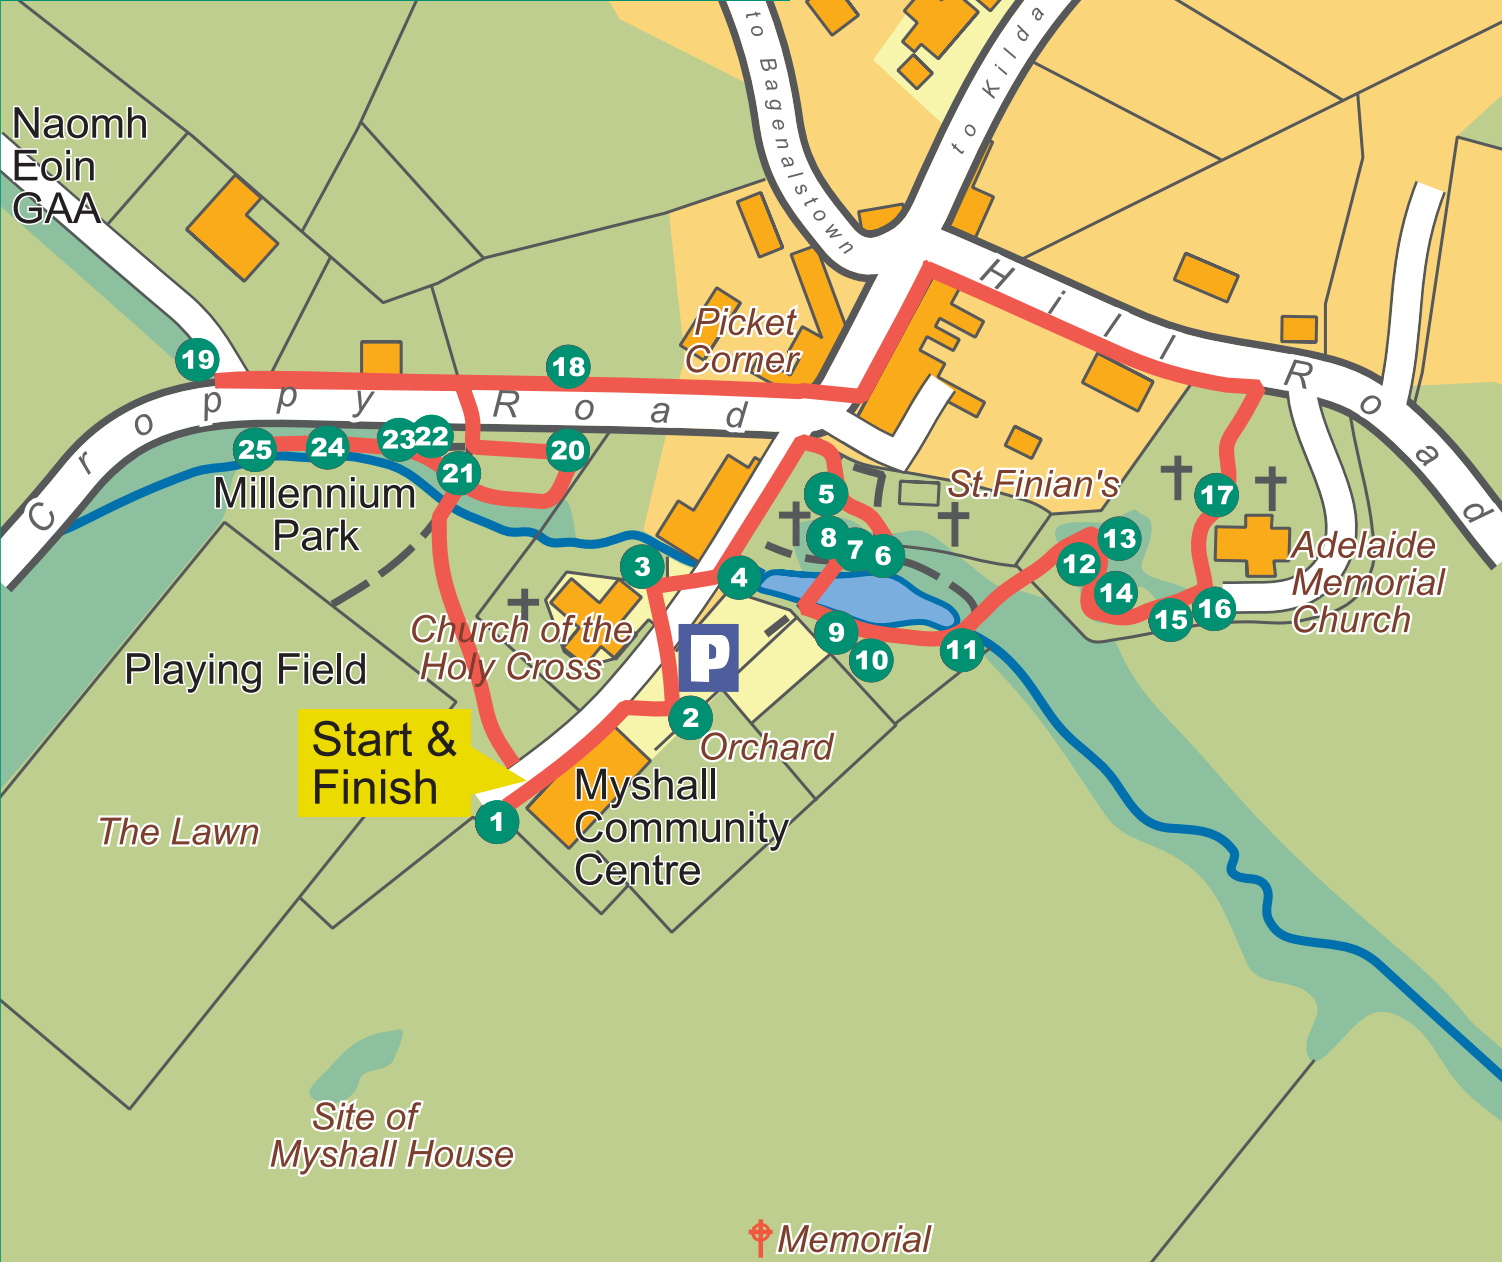 to Bagenalstown
to Kilda
Naomh
Eoin
GAA
Hill Road
Picket
Corner
19
18
Croppy Road
25
24
23
22
21
20
Millennium
Park
St.Finian's
5
17
8
7
6
13
12
14
15
16
Adelaide
Memorial
Church
3
4
Church of the
Holy Cross
P
9
10
11
Playing Field
2
Orchard
Start &
Finish
1
Myshall
Community
Centre
The Lawn
Site of
Myshall House
Memorial